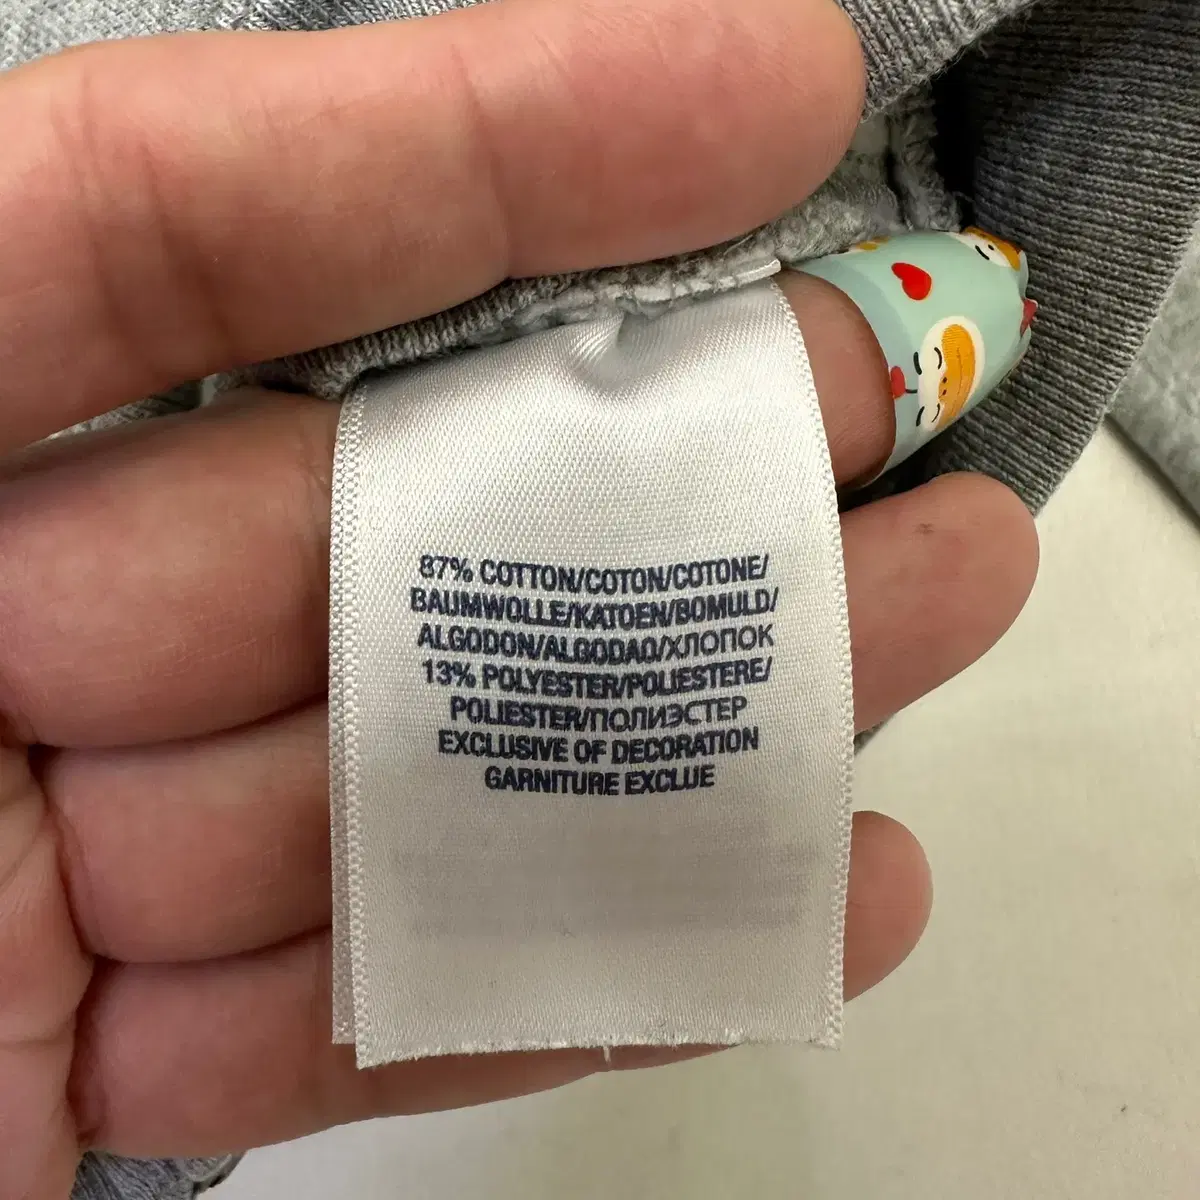 87% COTTON/COTON/COTONE/
BAUMWOLLE/KATOEN/BOMULD/
ALGODON/ALGODAO/ХЛОПОК
13% POLYESTER/POLIESTERE/
POLIESTER/ПОЛИЭСТЕР
EXCLUSIVE OF DECORATION
GARNITURE EXCLUE